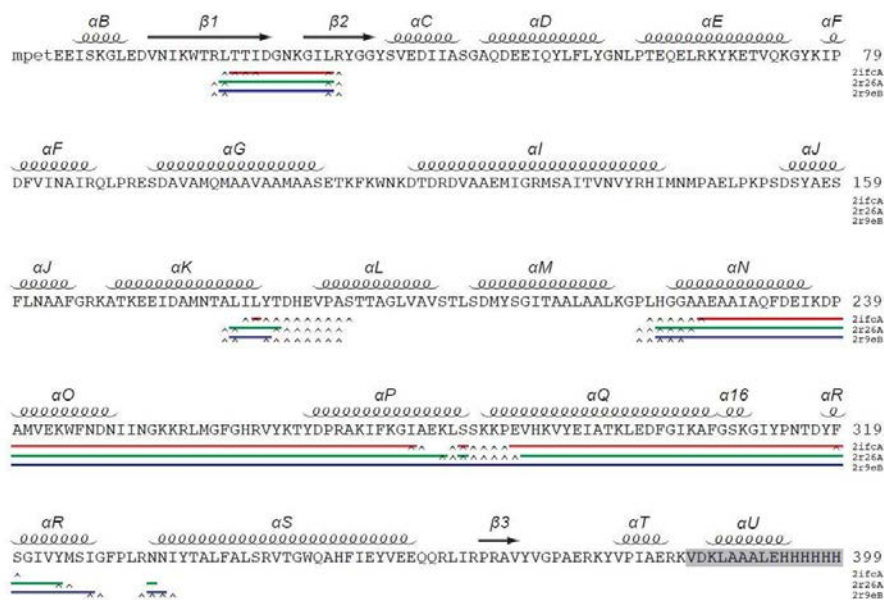 αB β1 β2 αC αD αE αF
mpetEEISKGLEDVNIKWTRLTTIDGNKGILRYGGYSVEDIIASGAQDEEIQYLFLYGNLPTEQELRKYKETVQKGYKIP 79
2ifcA
2r26A
2r9eB
αF αG αI αJ
DFVINAIRQLPRESDAVAMQMAAVAAMAASETKFKWNKDTDRDVAAEMIGRMSAITVNVYRHIMNMPAELPKPSDSYAES 159
2ifcA
2r26A
2r9eB
αJ αK αL αM αN
FLNAAFGRKATKEEIDAMNTALILYTDHEVPASTTAGLVAVSTLSDMYSGITAALAALKGPLHGGAAEAAIAQFDEIKDP 239
2ifcA
2r26A
2r9eB
αO αP αQ α16 αR
AMVEKWFNDNIINGKKRLMGFGHRVYKTYDPRAKIFKGIAEKLSSKKPEVHKVYEIATKLEDFGIKAFGSKGIYPNTDYF 319
2ifcA
2r26A
2r9eB
αR αS β3 αT αU
SGIVYMSIGFPLRNNIYTALFALSRVTGWQAHFIEYVEEQQRLIRPRAVYVGPAERKYVPIAERKVDKLAAALEHHHHHH 399
2ifcA
2r26A
2r9eB